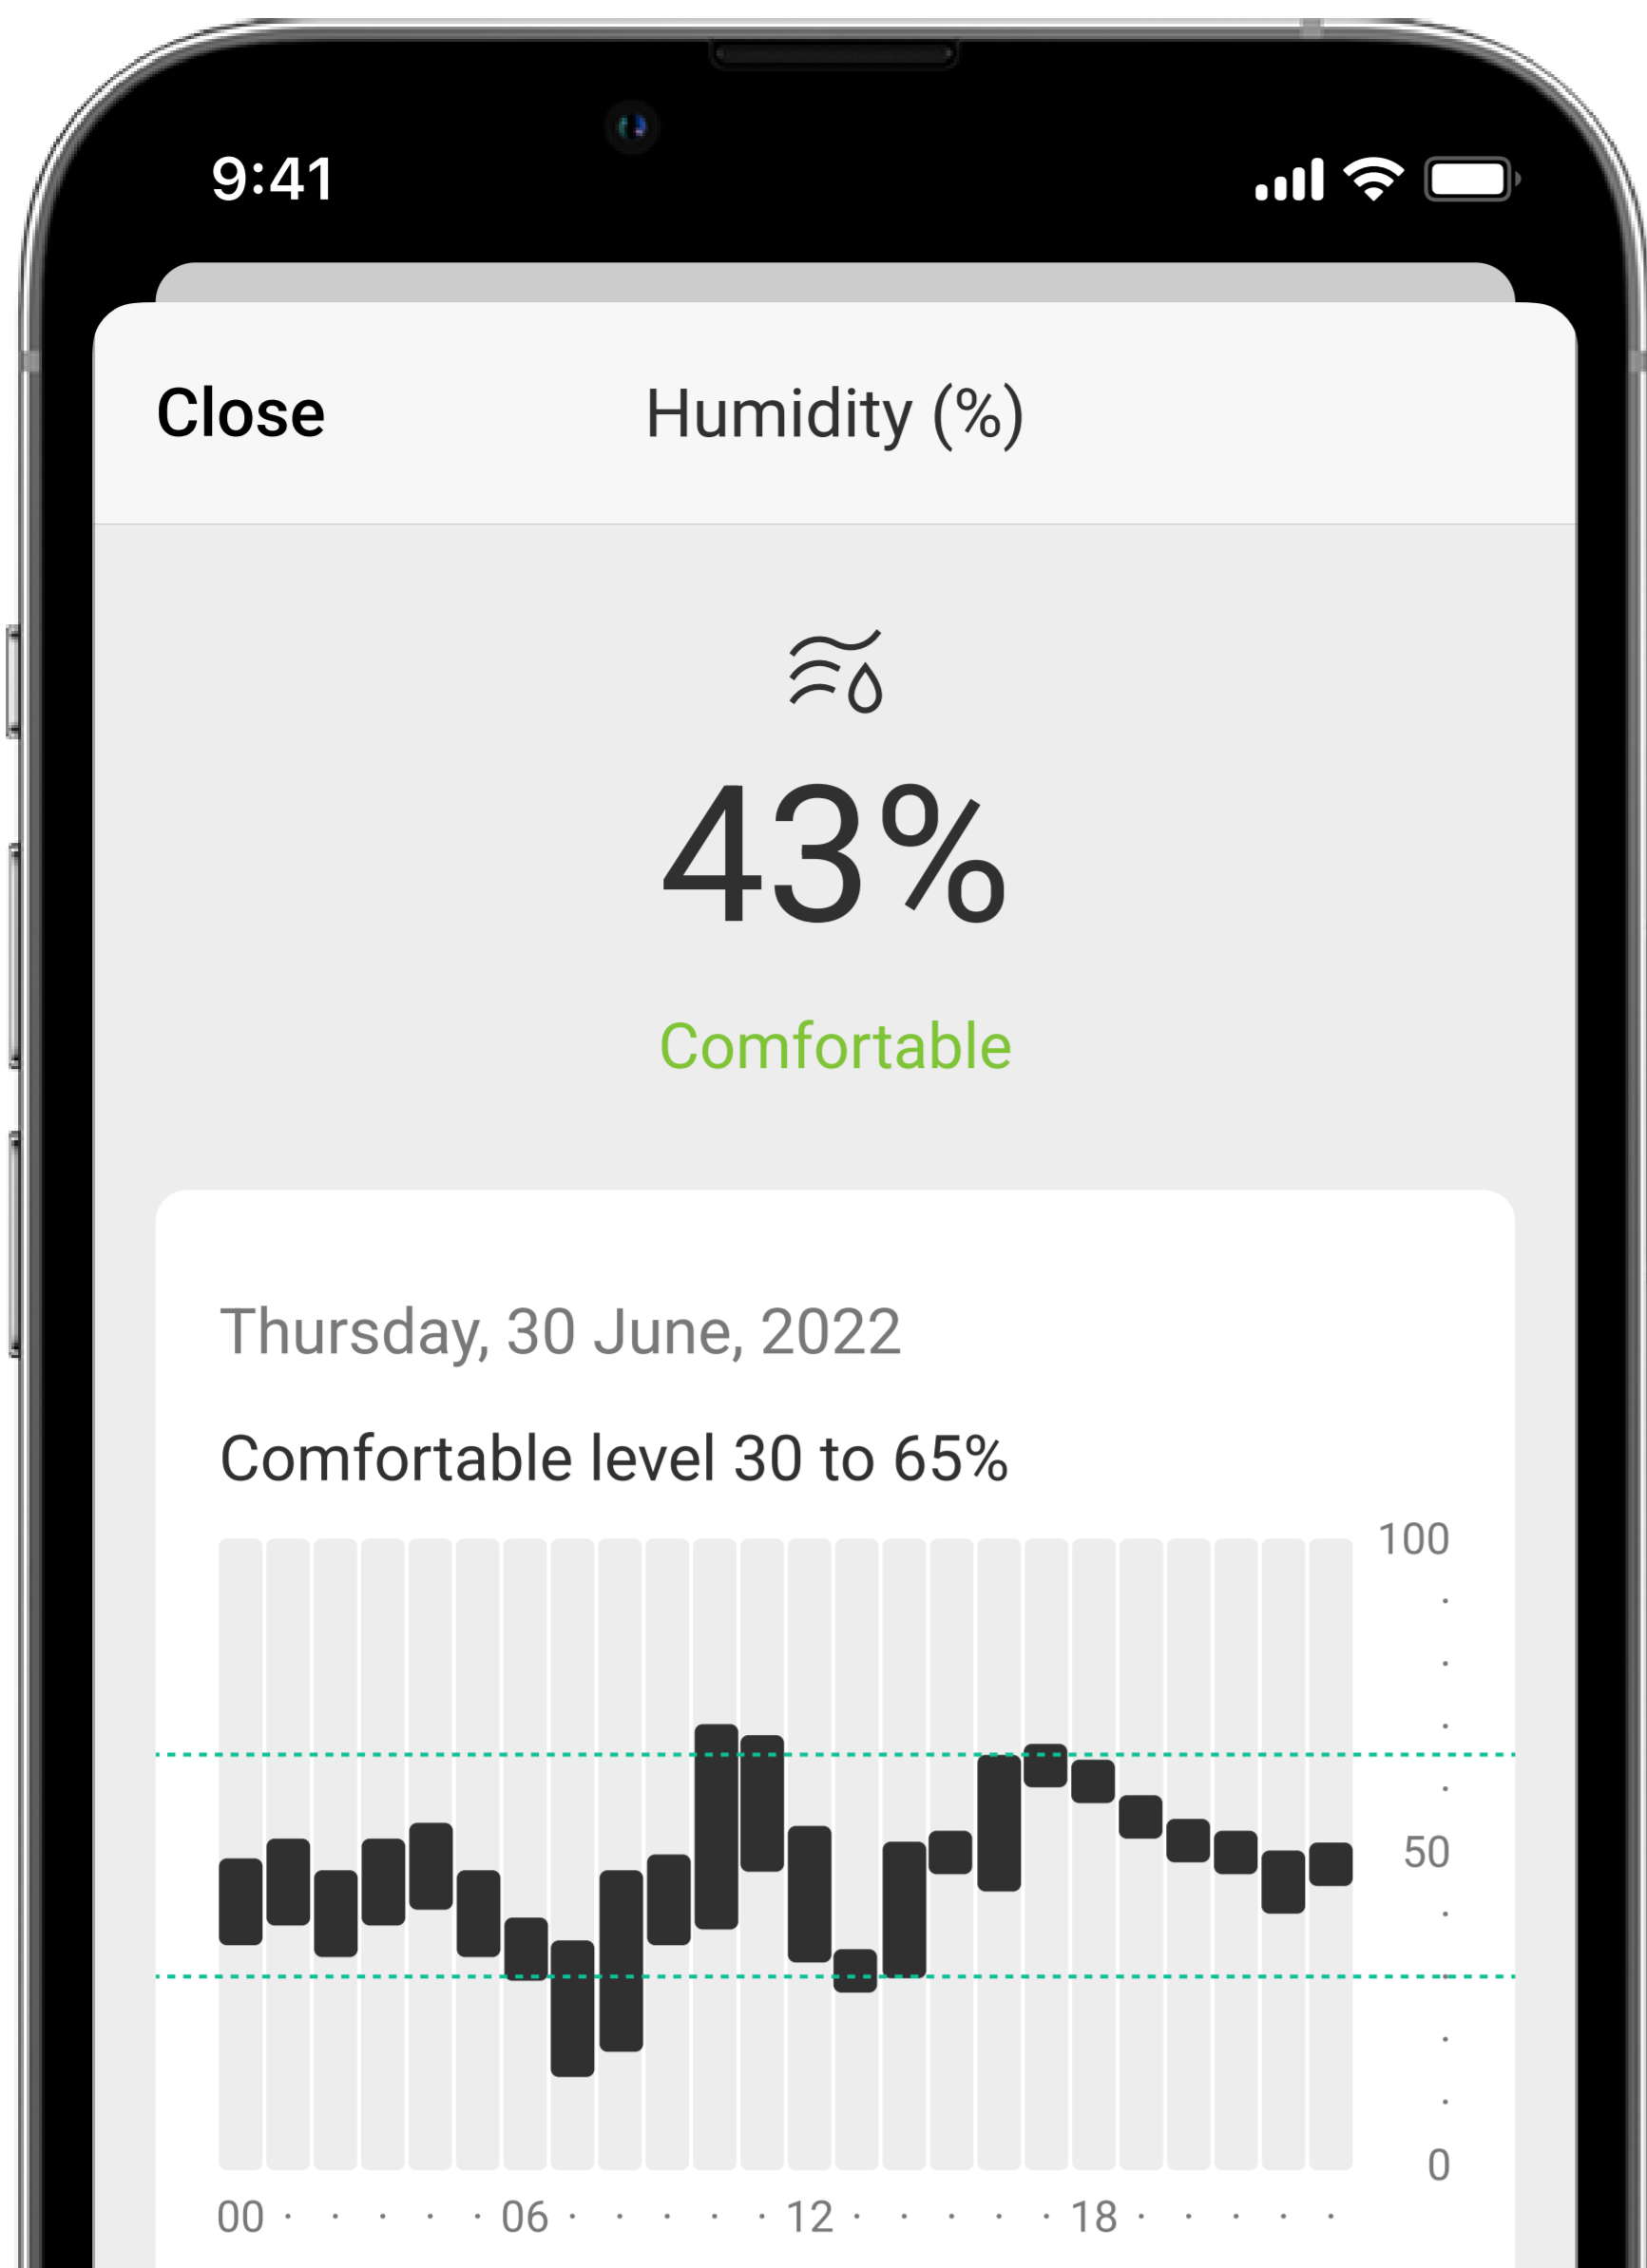 9:41
Close Humidity (%)
43%
Comfortable
Thursday, 30 June, 2022
Comfortable level 30 to 65%
100
50
0
00 06 12 18